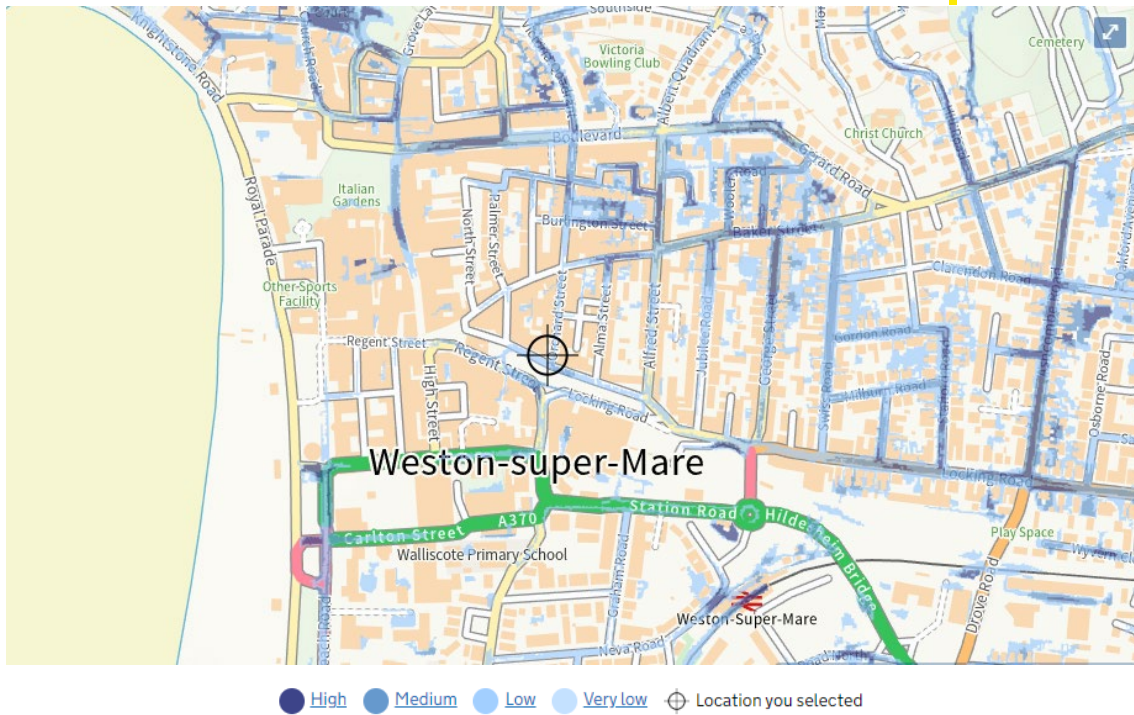 Southside
Grove Lane
Church Road
Knightstone Road
Victoria
Bowling Club
Albert Quadrant
Cemetery
Boulevard
Christ Church
Gerard Road
Road
Italian
Gardens
Royal Parade
North Street
Palmer Street
Burlington Street
Baker Street
Other Sports
Facility
Clarendon Road
Oakford Avenue
Orchard Street
Alma Street
Alfred Street
Jubilee Road
George Street
Gordon Road
Ashcombe Road
Regent Street
Regent Street
High Street
Milburn Road
Swiss Road
Osborne Road
Locking Road
Weston-super-Mare
Locking Road
Station Road
A370
Hildesheim Bridge
Carlton Street
Walliscote Primary School
Play Space
Graham Road
Drove Road
Weston-Super-Mare
Neva Road
High
Medium
Low
Very low
Location you selected